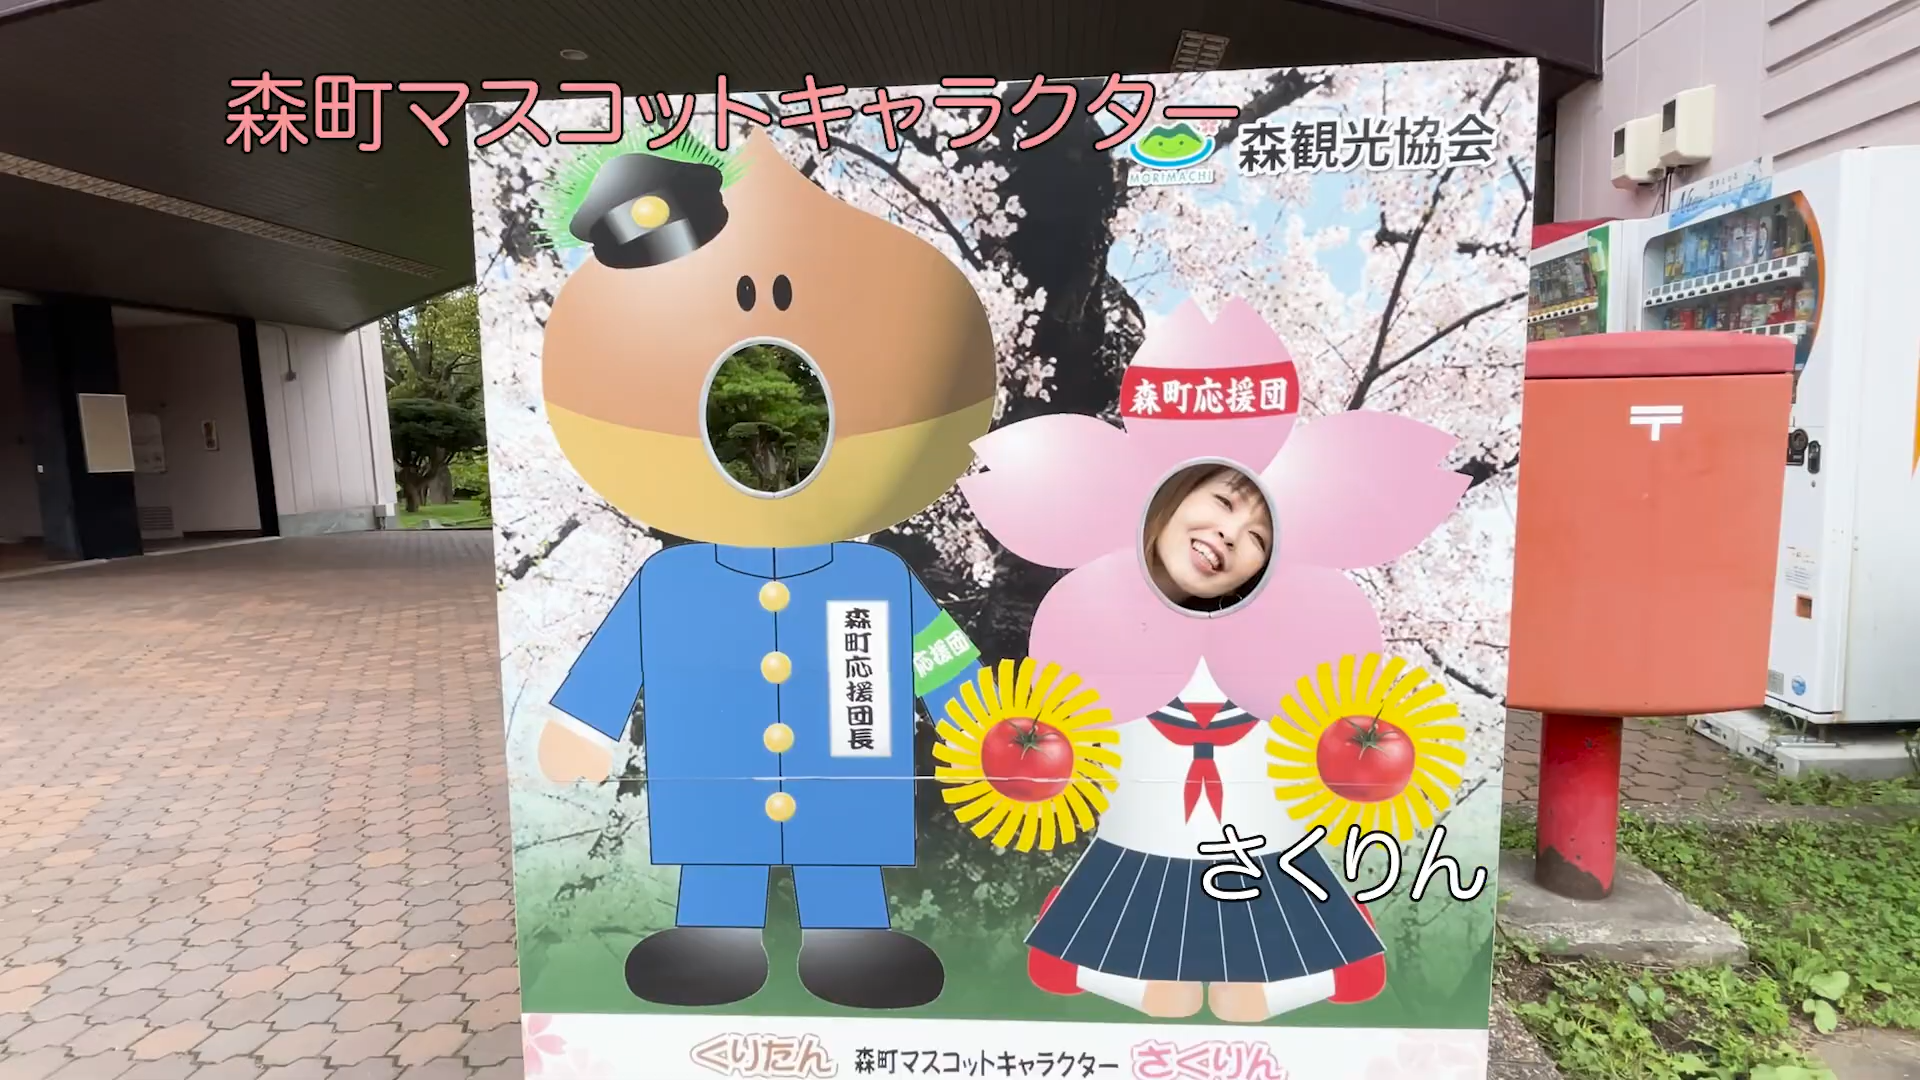 森町マスコットキャラクター
MORIMACHI
森観光協会
森町応援団
森町応援団長
応援団
さくりん
くりたん 森町マスコットキャラクター さくりん